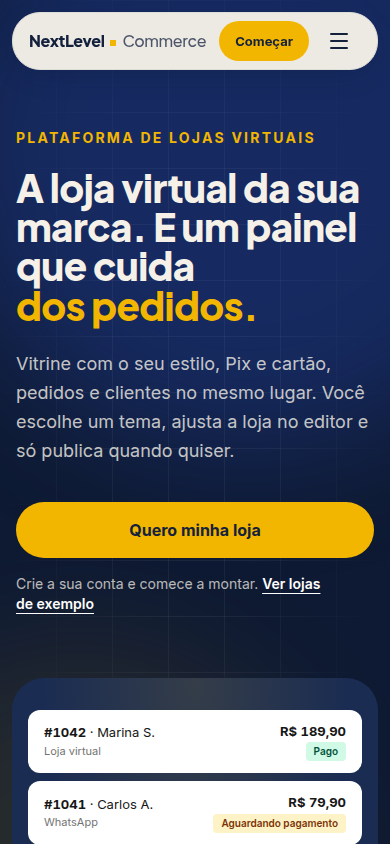 NextLevel Commerce
Começar
PLATAFORMA DE LOJAS VIRTUAIS
A loja virtual da sua
marca. E um painel
que cuida
dos pedidos.
Vitrine com o seu estilo, Pix e cartão,
pedidos e clientes no mesmo lugar. Você
escolhe um tema, ajusta a loja no editor e
só publica quando quiser.
Quero minha loja
Crie a sua conta e comece a montar. Ver lojas
de exemplo
#1042 · Marina S.
R$ 189,90
Loja virtual
Pago
#1041 · Carlos A.
R$ 79,90
WhatsApp
Aguardando pagamento